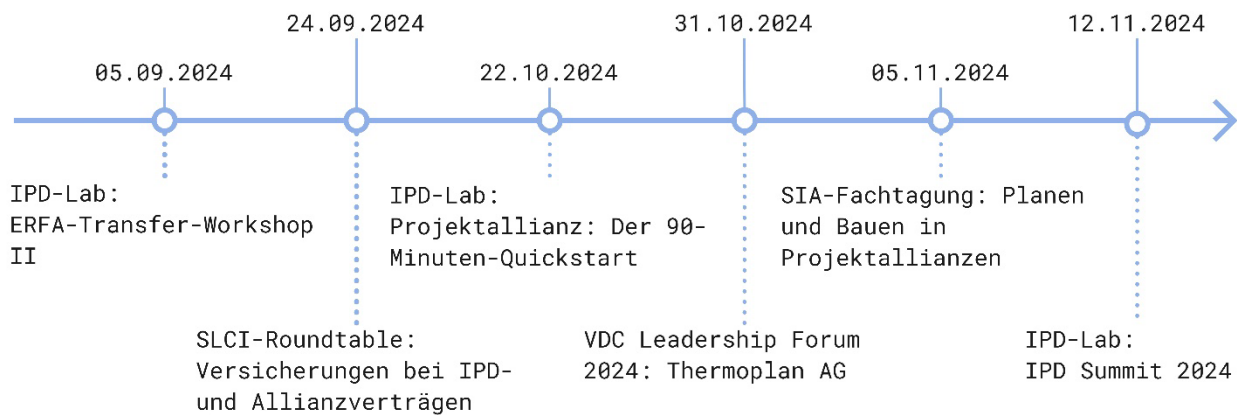 24.09.2024
31.10.2024
12.11.2024
05.09.2024
22.10.2024
05.11.2024
IPD-Lab:
ERFA-Transfer-Workshop
II
IPD-Lab:
Projektallianz: Der 90-
Minuten-Quickstart
SIA-Fachtagung: Planen
und Bauen in
Projektallianzen
SLCI-Roundtable:
Versicherungen bei IPD-
und Allianzverträgen
VDC Leadership Forum
2024: Thermoplan AG
IPD-Lab:
IPD Summit 2024